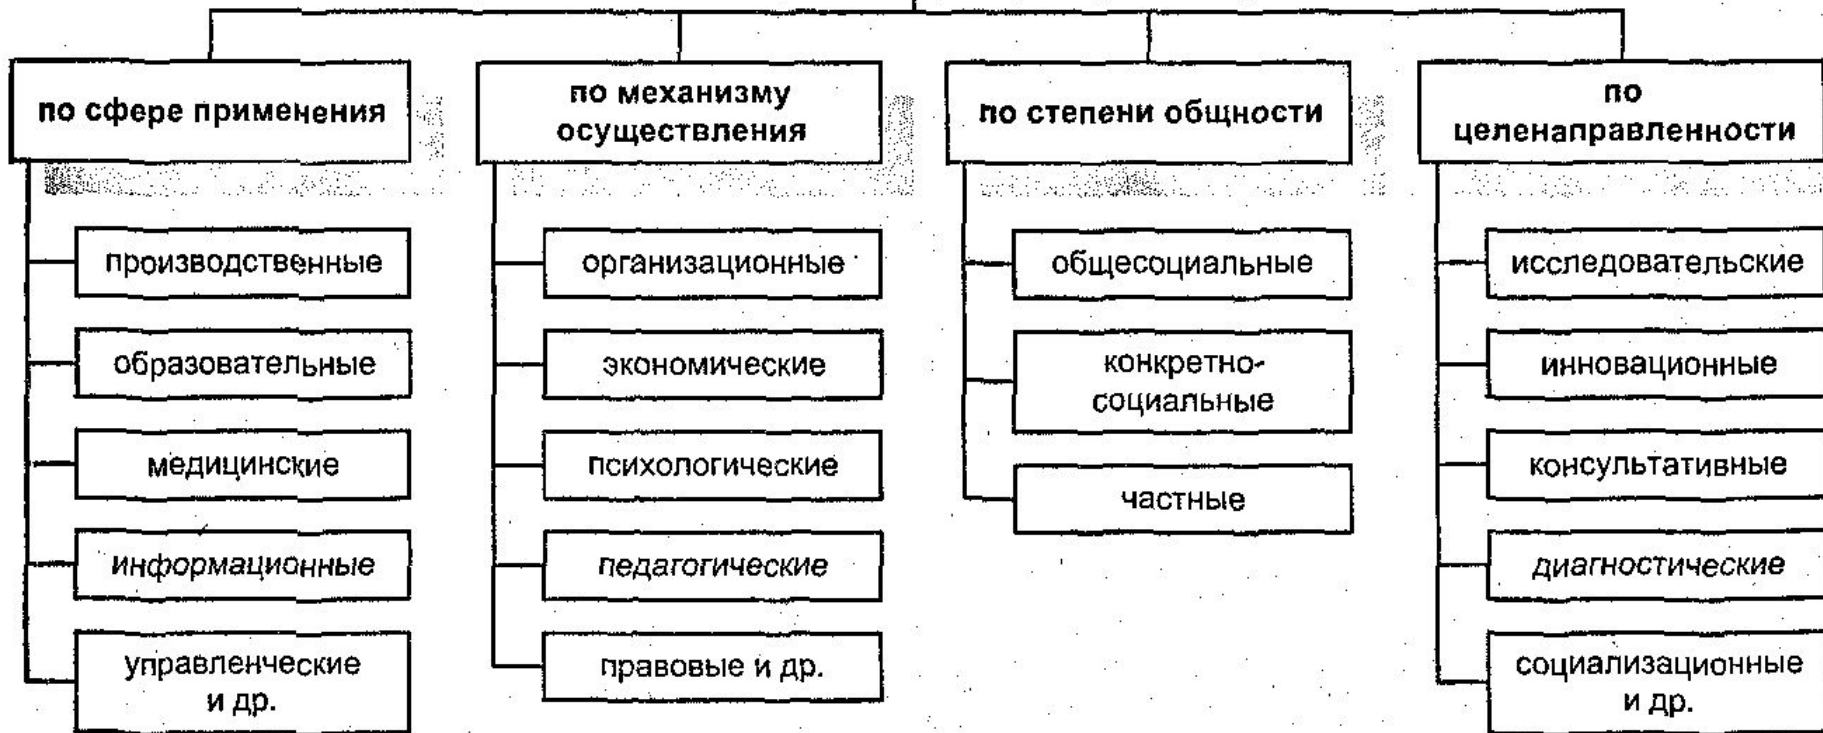 по сфере применения
по механизму
осуществления
по степени общности
по
целенаправленности
производственные
образовательные
медицинские
информационные
управленческие
и др.
организационные
экономические
психологические
педагогические
правовые и др.
общесоциальные
конкретно-
социальные
частные
исследовательские
инновационные
консультативные
диагностические
социализационные
и др.